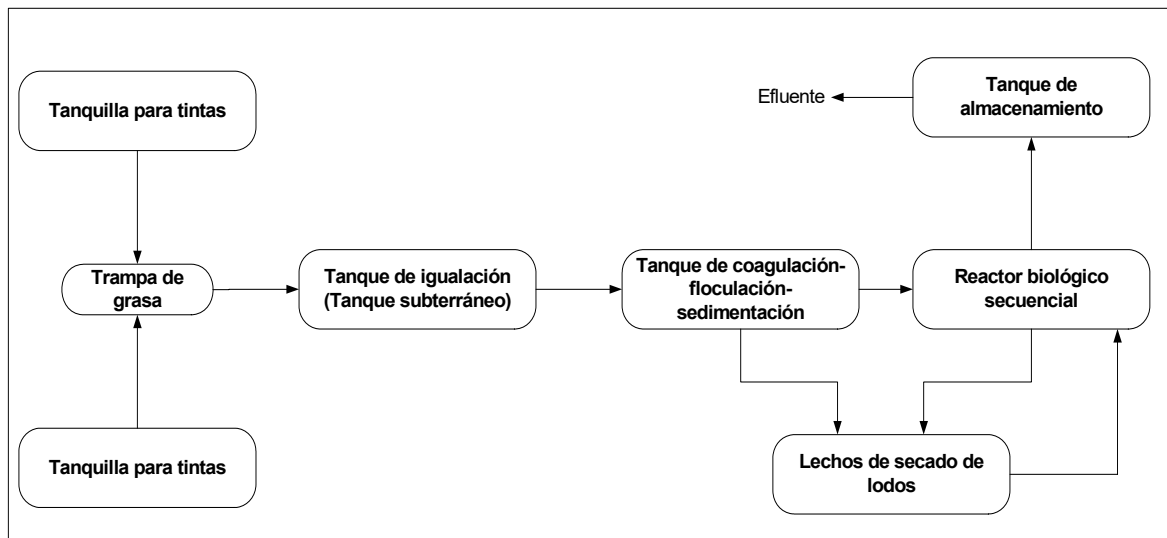 Tanquilla para tintas
Tanque de
almacenamiento
Efluente
Trampa de
grasa
Tanque de igualación
(Tanque subterráneo)
Tanque de coagulación-
floculación-
sedimentación
Reactor biológico
secuencial
Tanquilla para tintas
Lechos de secado de
lodos